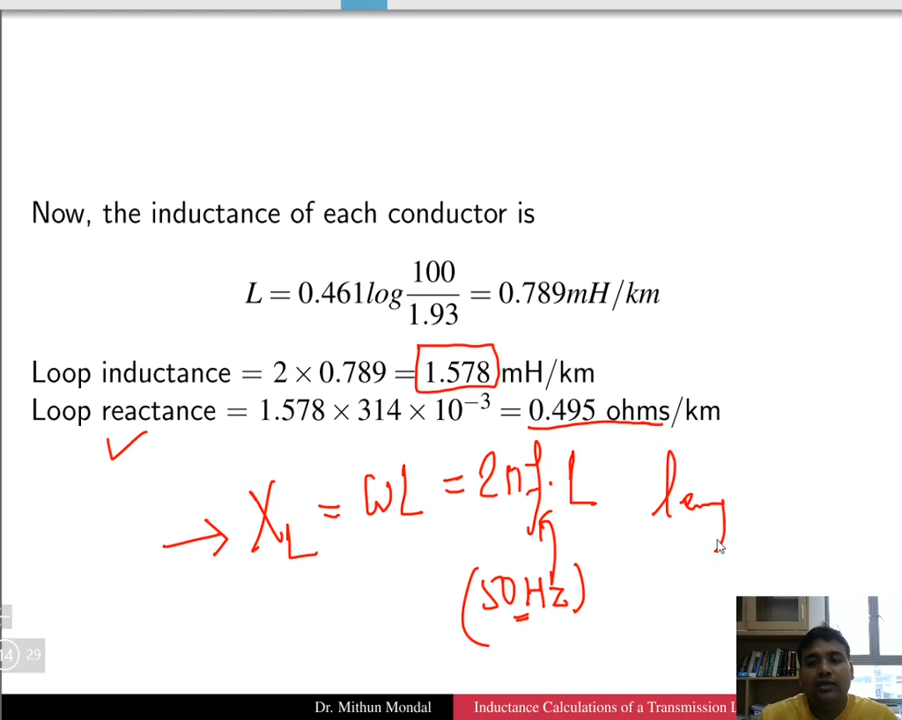 Now, the inductance of each conductor is
L = 0.461log 100/1.93 = 0.789mH/km
Loop inductance = 2 × 0.789 = 1.578 mH/km
Loop reactance = 1.578 × 314 × 10⁻³ = 0.495 ohms/km
→ X_L = ωL = 2πf·L leng
(50Hz)
14 29
Dr. Mithun Mondal Inductance Calculations of a Transmission L